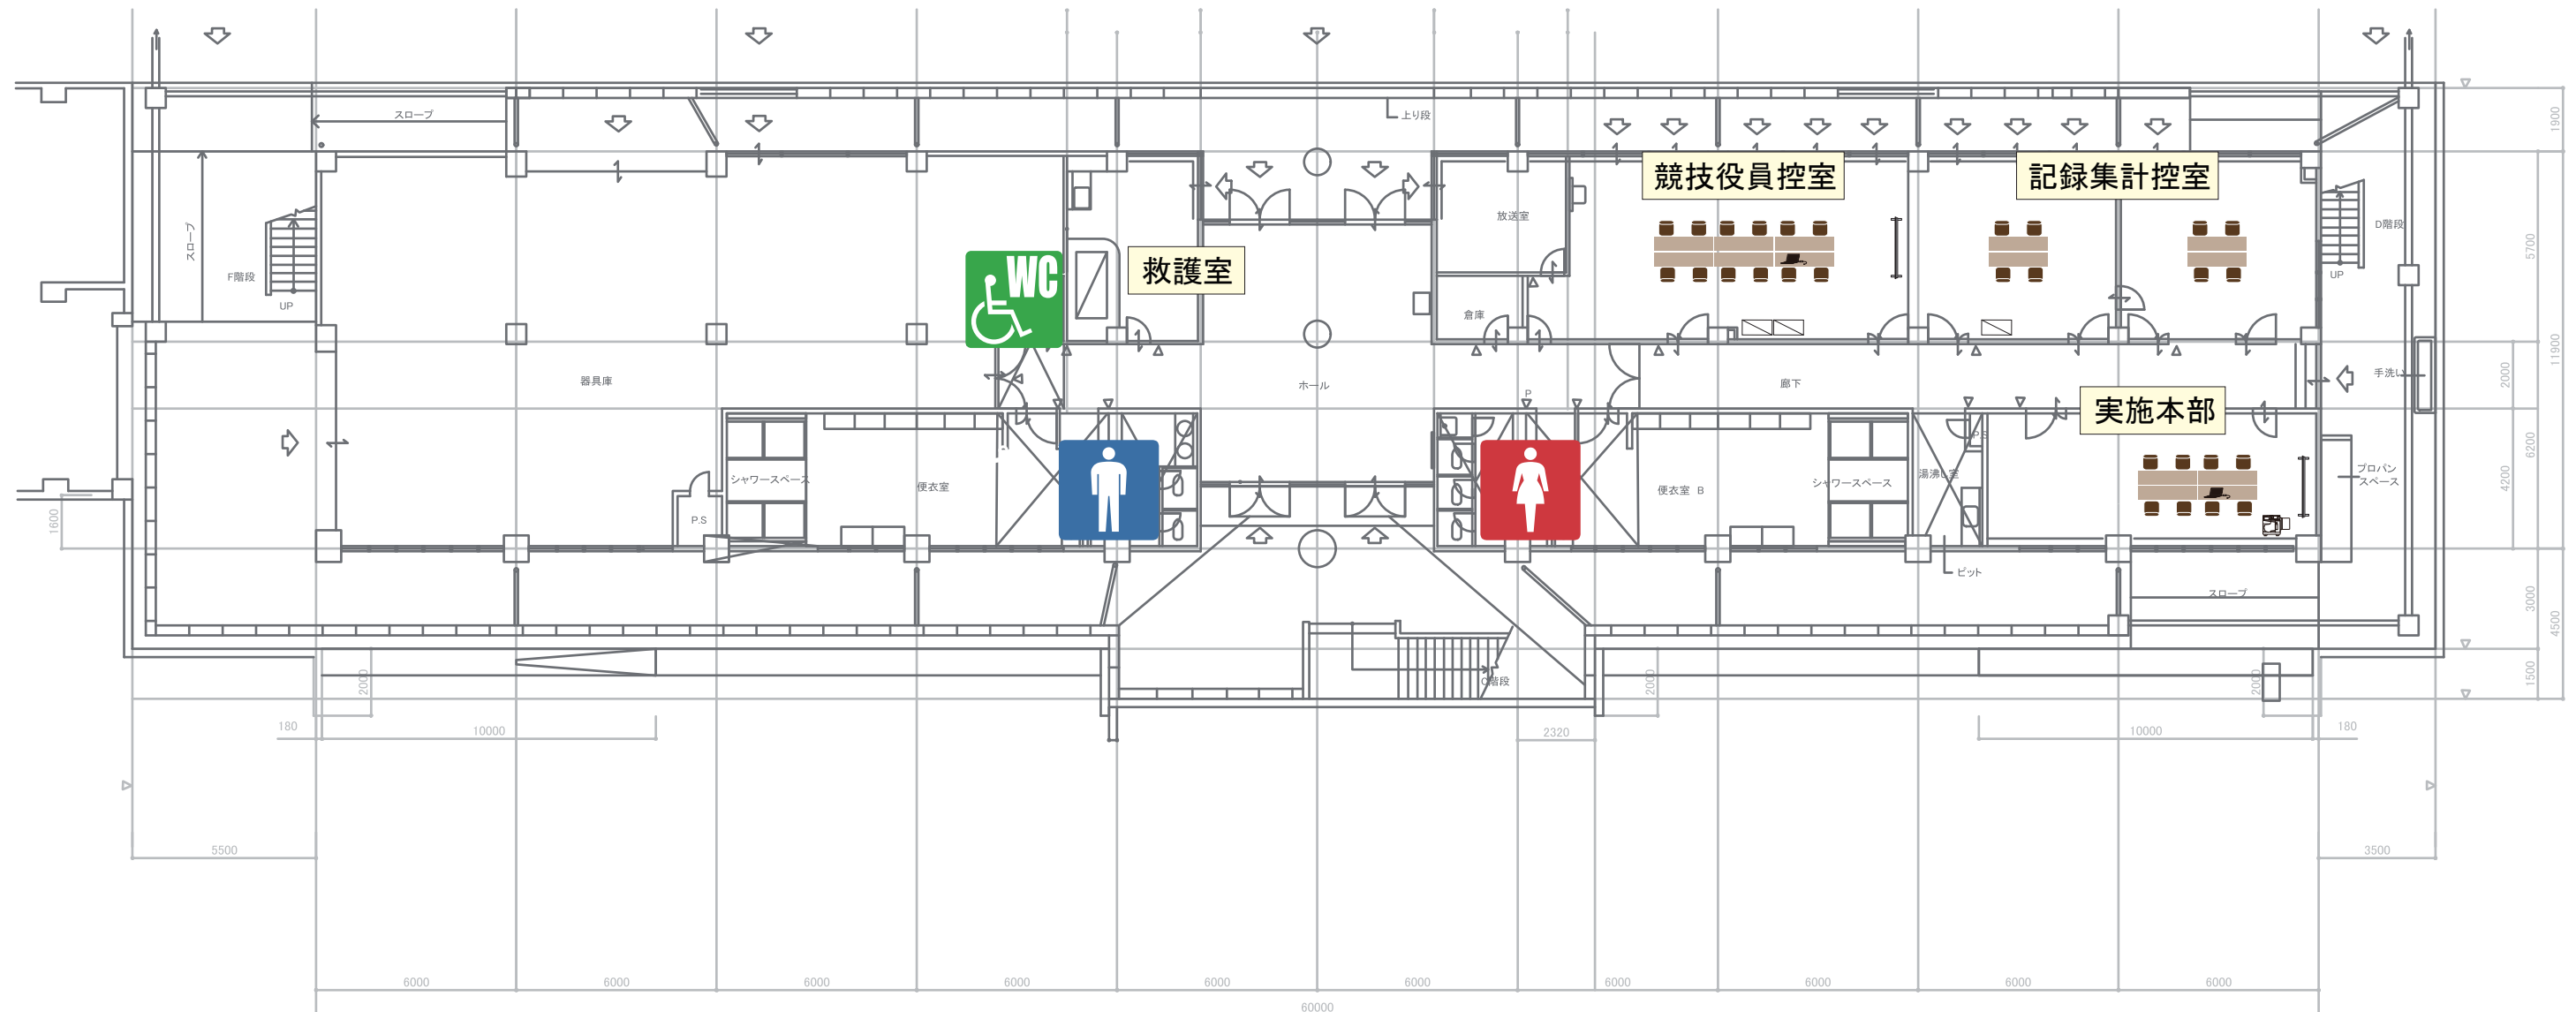 スロープ
上り段
1900
競技役員控室
記録集計控室
スロープ
F階段
UP
WC
救護室
放送室
倉庫
D階段
UP
5700
11900
器具庫
ホール
P
廊下
手洗い
2000
実施本部
P.S
シャワースペース
便衣室
便衣室 B
シャワースペース
P.S
湯沸し室
プロパン
スペース
6200
4200
1600
P.S
ピット
スロープ
3000
4500
C階段
2000
2000
2000
1500
180
10000
2320
10000
180
5500
3500
6000
6000
6000
6000
6000
6000
6000
6000
6000
6000
60000